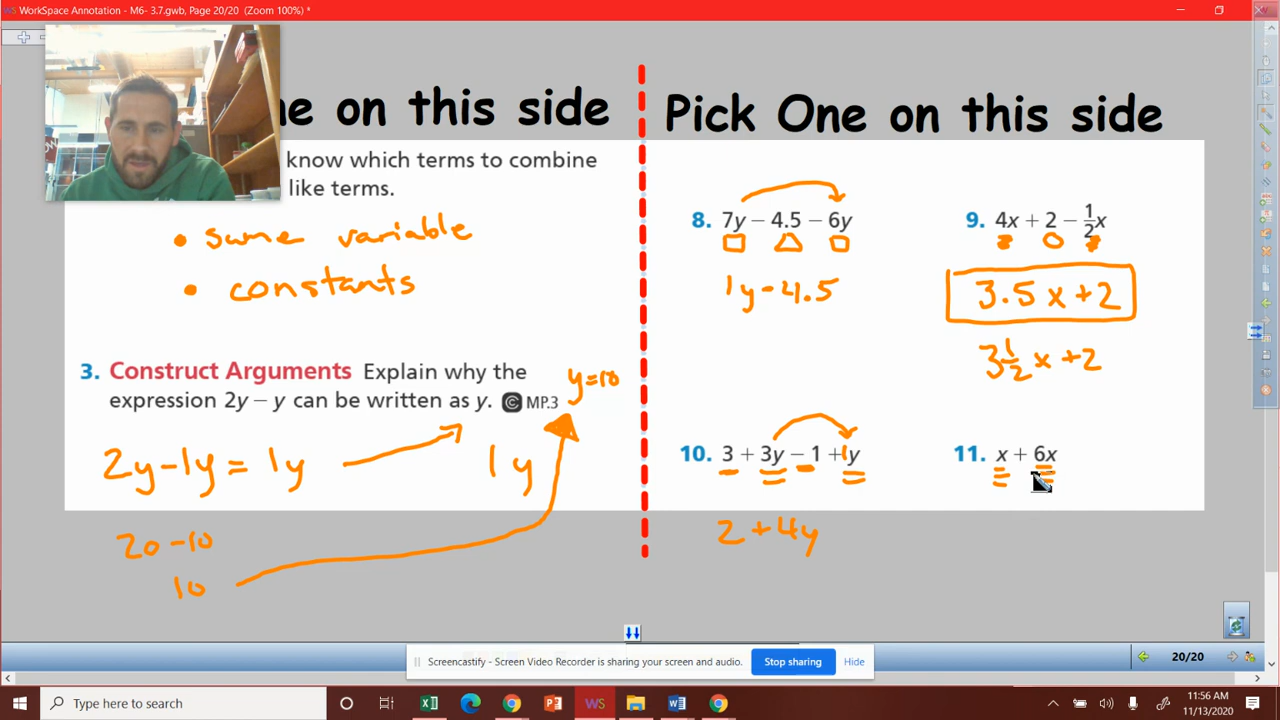 WorkSpace Annotation - M6- 3.7.gwb, Page 20/20 (Zoom 100%) *
ne on this side
know which terms to combine
like terms.
• same variable
• constants
3. Construct Arguments Explain why the
expression 2y − y can be written as y. © MP.3
y=10
2y-1y = 1y
1y
20 -10
10
Pick One on this side
8. 7y − 4.5 − 6y
1y-4.5
9. 4x + 2 − 1/2x
3.5x+2
3 1/2 x +2
10. 3 + 3y − 1 + 1y
2+4y
11. x + 6x
Screencastify - Screen Video Recorder is sharing your screen and audio.
Stop sharing
Hide
20/20
Type here to search
11:56 AM
11/13/2020